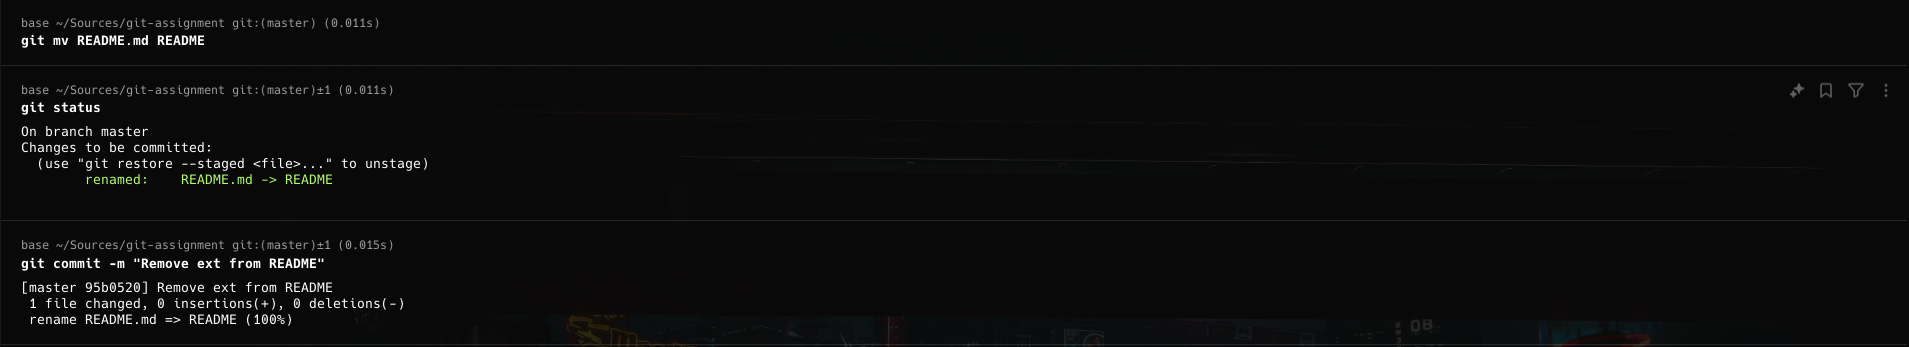 base ~/Sources/git-assignment git:(master) (0.011s)
git mv README.md README
base ~/Sources/git-assignment git:(master)±1 (0.011s)
git status
On branch master
Changes to be committed:
  (use "git restore --staged <file>..." to unstage)
        renamed:    README.md -> README
base ~/Sources/git-assignment git:(master)±1 (0.015s)
git commit -m "Remove ext from README"
[master 95b0520] Remove ext from README
 1 file changed, 0 insertions(+), 0 deletions(-)
 rename README.md => README (100%)